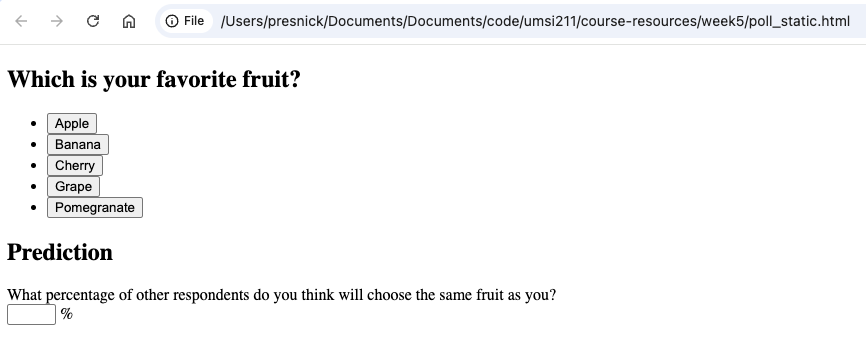 File /Users/presnick/Documents/Documents/code/umsi211/course-resources/week5/poll_static.html
Which is your favorite fruit?
Apple
Banana
Cherry
Grape
Pomegranate
Prediction
What percentage of other respondents do you think will choose the same fruit as you?
%